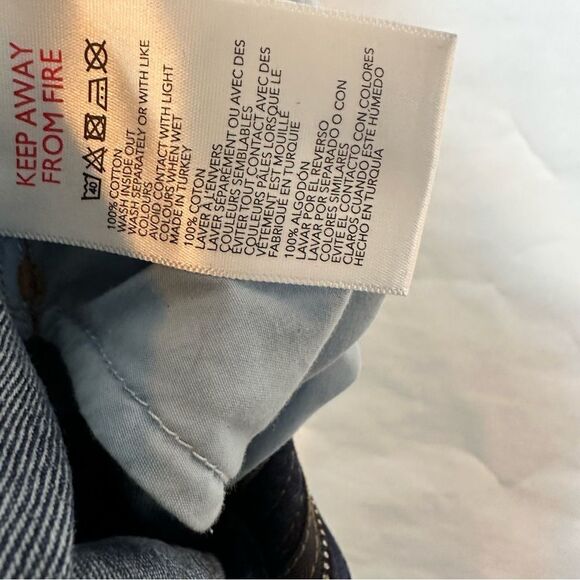 KEEP AWAY
FROM FIRE
40
100% COTTON
WASH INSIDE OUT
WASH SEPARATELY OR WITH LIKE
COLOURS
AVOID CONTACT WITH LIGHT
COLOURS WHEN WET
MADE IN TURKEY
100% COTON
LAVER À L'ENVERS
LAVER SÉPARÉMENT OU AVEC DES
COULEURS SEMBLABLES
ÉVITER TOUT CONTACT AVEC DES
COULEURS PALES LORSQUE LE
VÊTEMENT EST MOUILLÉ
FABRIQUÉ EN TURQUIE
100% ALGODÓN
LAVAR POR EL REVERSO
LAVAR POR SEPARADO O CON
COLORES SIMILARES
EVITE EL CONTACTO CON COLORES
CLAROS CUANDO ESTE HÚMEDO
HECHO EN TURQUÍA